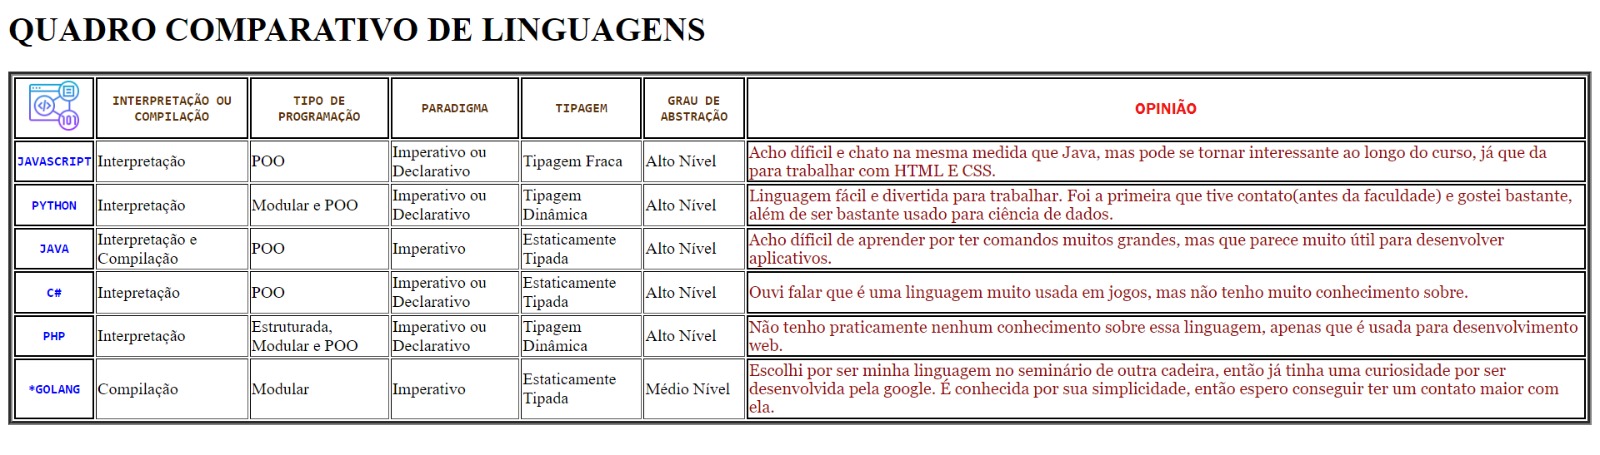 QUADRO COMPARATIVO DE LINGUAGENS
101
INTERPRETAÇÃO OU
COMPILAÇÃO
TIPO DE
PROGRAMAÇÃO
PARADIGMA
TIPAGEM
GRAU DE
ABSTRAÇÃO
OPINIÃO
JAVASCRIPT
Interpretação
POO
Imperativo ou
Declarativo
Tipagem Fraca
Alto Nível
Acho díficil e chato na mesma medida que Java, mas pode se tornar interessante ao longo do curso, já que da
para trabalhar com HTML E CSS.
PYTHON
Interpretação
Modular e POO
Imperativo ou
Declarativo
Tipagem
Dinâmica
Alto Nível
Linguagem fácil e divertida para trabalhar. Foi a primeira que tive contato(antes da faculdade) e gostei bastante,
além de ser bastante usado para ciência de dados.
JAVA
Interpretação e
Compilação
POO
Imperativo
Estaticamente
Tipada
Alto Nível
Acho díficil de aprender por ter comandos muitos grandes, mas que parece muito útil para desenvolver
aplicativos.
C#
Intepretação
POO
Imperativo ou
Declarativo
Estaticamente
Tipada
Alto Nível
Ouvi falar que é uma linguagem muito usada em jogos, mas não tenho muito conhecimento sobre.
PHP
Interpretação
Estruturada,
Modular e POO
Imperativo ou
Declarativo
Tipagem
Dinâmica
Alto Nível
Não tenho praticamente nenhum conhecimento sobre essa linguagem, apenas que é usada para desenvolvimento
web.
*GOLANG
Compilação
Modular
Imperativo
Estaticamente
Tipada
Médio Nível
Escolhi por ser minha linguagem no seminário de outra cadeira, então já tinha uma curiosidade por ser
desenvolvida pela google. É conhecida por sua simplicidade, então espero conseguir ter um contato maior com
ela.